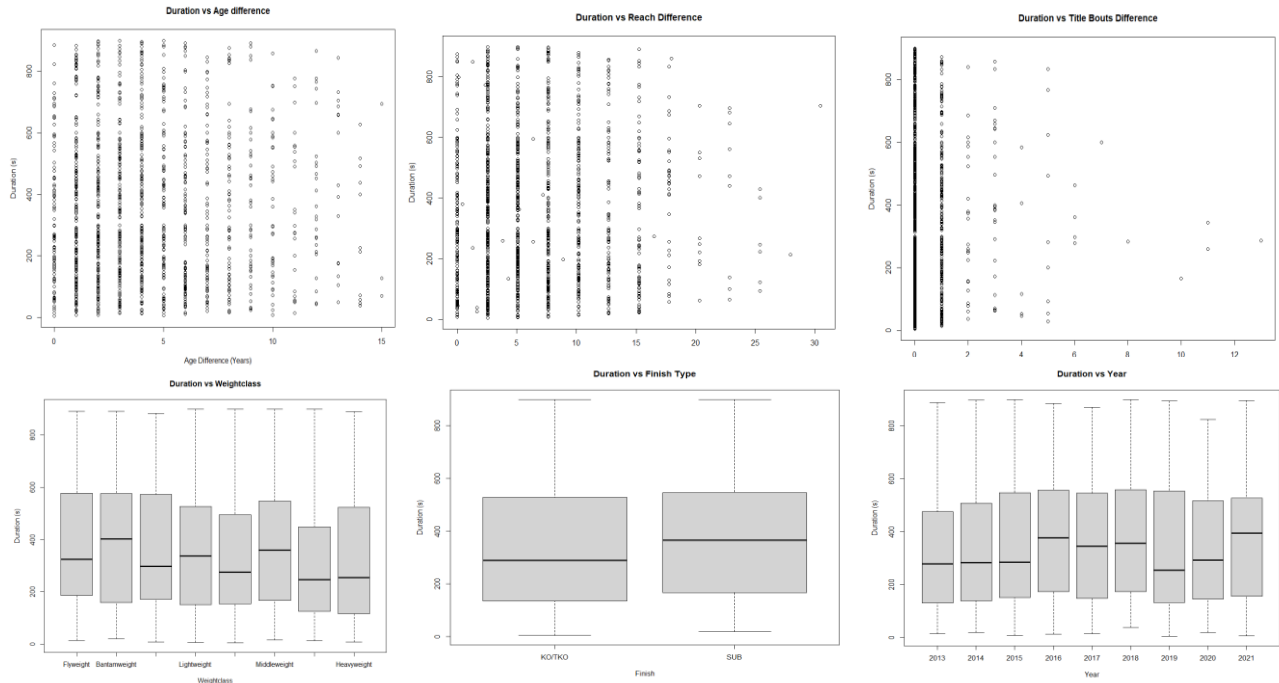 Duration vs Age difference
Duration (s)
0 200 400 600 800
0 5 10 15
Age Difference (Years)
Duration vs Reach Difference
Duration (s)
0 200 400 600 800
0 5 10 15 20 25 30
Duration vs Title Bouts Difference
Duration (s)
0 200 400 600 800
0 2 4 6 8 10 12
Duration vs Weightclass
Duration (s)
0 200 400 600 800
Flyweight Bantamweight Lightweight Middleweight Heavyweight
Weightclass
Duration vs Finish Type
Duration (s)
0 200 400 600 800
KO/TKO SUB
Finish
Duration vs Year
Duration (s)
0 200 400 600 800
2013 2014 2015 2016 2017 2018 2019 2020 2021
Year